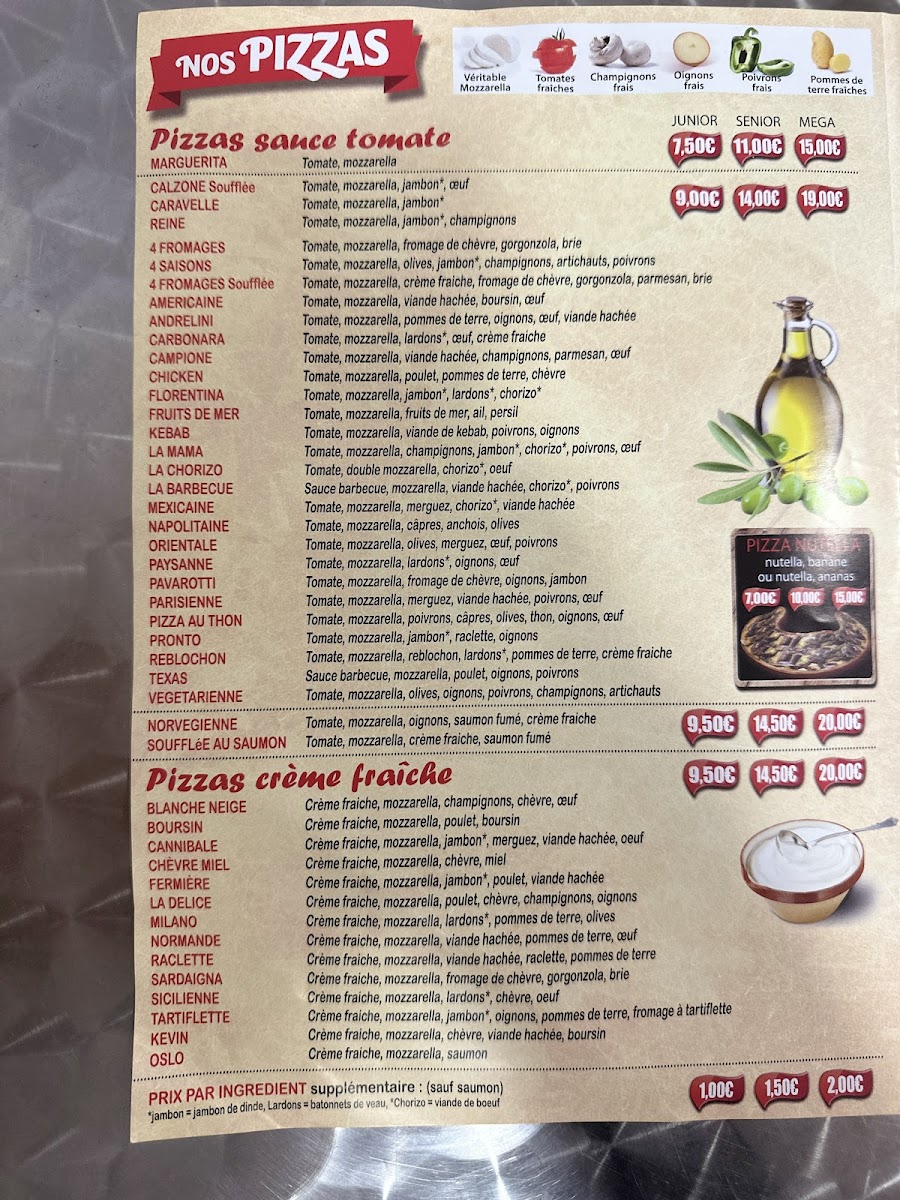 NOS PIZZAS
Véritable Mozzarella
Tomates fraîches
Champignons frais
Oignons frais
Poivrons frais
Pommes de terre fraîches
JUNIOR SENIOR MEGA
Pizzas sauce tomate 7,50€ 11,00€ 15,00€
MARGUERITA Tomate, mozzarella
CALZONE Soufflée Tomate, mozzarella, jambon*, œuf
CARAVELLE Tomate, mozzarella, jambon* 9,00€ 14,00€ 19,00€
REINE Tomate, mozzarella, jambon*, champignons
4 FROMAGES Tomate, mozzarella, fromage de chèvre, gorgonzola, brie
4 SAISONS Tomate, mozzarella, olives, jambon*, champignons, artichauts, poivrons
4 FROMAGES Soufflée Tomate, mozzarella, crème fraiche, fromage de chèvre, gorgonzola, parmesan, brie
AMERICAINE Tomate, mozzarella, viande hachée, boursin, œuf
ANDRELINI Tomate, mozzarella, pommes de terre, oignons, œuf, viande hachée
CARBONARA Tomate, mozzarella, lardons*, œuf, crème fraiche
CAMPIONE Tomate, mozzarella, viande hachée, champignons, parmesan, œuf
CHICKEN Tomate, mozzarella, poulet, pommes de terre, chèvre
FLORENTINA Tomate, mozzarella, jambon*, lardons*, chorizo*
FRUITS DE MER Tomate, mozzarella, fruits de mer, ail, persil
KEBAB Tomate, mozzarella, viande de kebab, poivrons, oignons
LA MAMA Tomate, mozzarella, champignons, jambon*, chorizo*, poivrons, œuf
LA CHORIZO Tomate, double mozzarella, chorizo*, oeuf
LA BARBECUE Sauce barbecue, mozzarella, viande hachée, chorizo*, poivrons
MEXICAINE Tomate, mozzarella, merguez, chorizo*, viande hachée
NAPOLITAINE Tomate, mozzarella, câpres, anchois, olives
ORIENTALE Tomate, mozzarella, olives, merguez, œuf, poivrons
PAYSANNE Tomate, mozzarella, lardons*, oignons, œuf
PAVAROTTI Tomate, mozzarella, fromage de chèvre, oignons, jambon
PARISIENNE Tomate, mozzarella, merguez, viande hachée, poivrons, œuf
PIZZA AU THON Tomate, mozzarella, poivrons, câpres, olives, thon, oignons, œuf
PRONTO Tomate, mozzarella, jambon*, raclette, oignons
REBLOCHON Tomate, mozzarella, reblochon, lardons*, pommes de terre, crème fraiche
TEXAS Sauce barbecue, mozzarella, poulet, oignons, poivrons
VEGETARIENNE Tomate, mozzarella, olives, oignons, poivrons, champignons, artichauts
PIZZA NUTELLA
nutella, banane
ou nutella, ananas
7,00€ 10,00€ 15,00€
NORVEGIENNE Tomate, mozzarella, oignons, saumon fumé, crème fraiche 9,50€ 14,50€ 20,00€
SOUFFLéE AU SAUMON Tomate, mozzarella, crème fraiche, saumon fumé
Pizzas crème fraîche 9,50€ 14,50€ 20,00€
BLANCHE NEIGE Crème fraiche, mozzarella, champignons, chèvre, œuf
BOURSIN Crème fraiche, mozzarella, poulet, boursin
CANNIBALE Crème fraiche, mozzarella, jambon*, merguez, viande hachée, oeuf
CHÈVRE MIEL Crème fraiche, mozzarella, chèvre, miel
FERMIÈRE Crème fraiche, mozzarella, jambon*, poulet, viande hachée
LA DELICE Crème fraiche, mozzarella, poulet, chèvre, champignons, oignons
MILANO Crème fraiche, mozzarella, lardons*, pommes de terre, olives
NORMANDE Crème fraiche, mozzarella, viande hachée, pommes de terre, œuf
RACLETTE Crème fraiche, mozzarella, viande hachée, raclette, pommes de terre
SARDAIGNA Crème fraiche, mozzarella, fromage de chèvre, gorgonzola, brie
SICILIENNE Crème fraiche, mozzarella, lardons*, chèvre, oeuf
TARTIFLETTE Crème fraiche, mozzarella, jambon*, oignons, pommes de terre, fromage à tartiflette
KEVIN Crème fraiche, mozzarella, chèvre, viande hachée, boursin
OSLO Crème fraiche, mozzarella, saumon
PRIX PAR INGREDIENT supplémentaire : (sauf saumon) 1,00€ 1,50€ 2,00€
*jambon = jambon de dinde, Lardons = batonnets de veau, *Chorizo = viande de boeuf